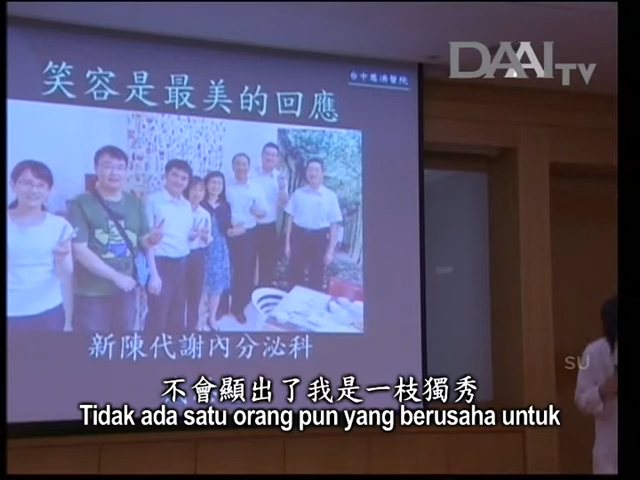 DAAI TV
台中慈濟醫院
笑容是最美的回應
新陳代謝內分泌科
SU
不會顯出了我是一枝獨秀
Tidak ada satu orang pun yang berusaha untuk